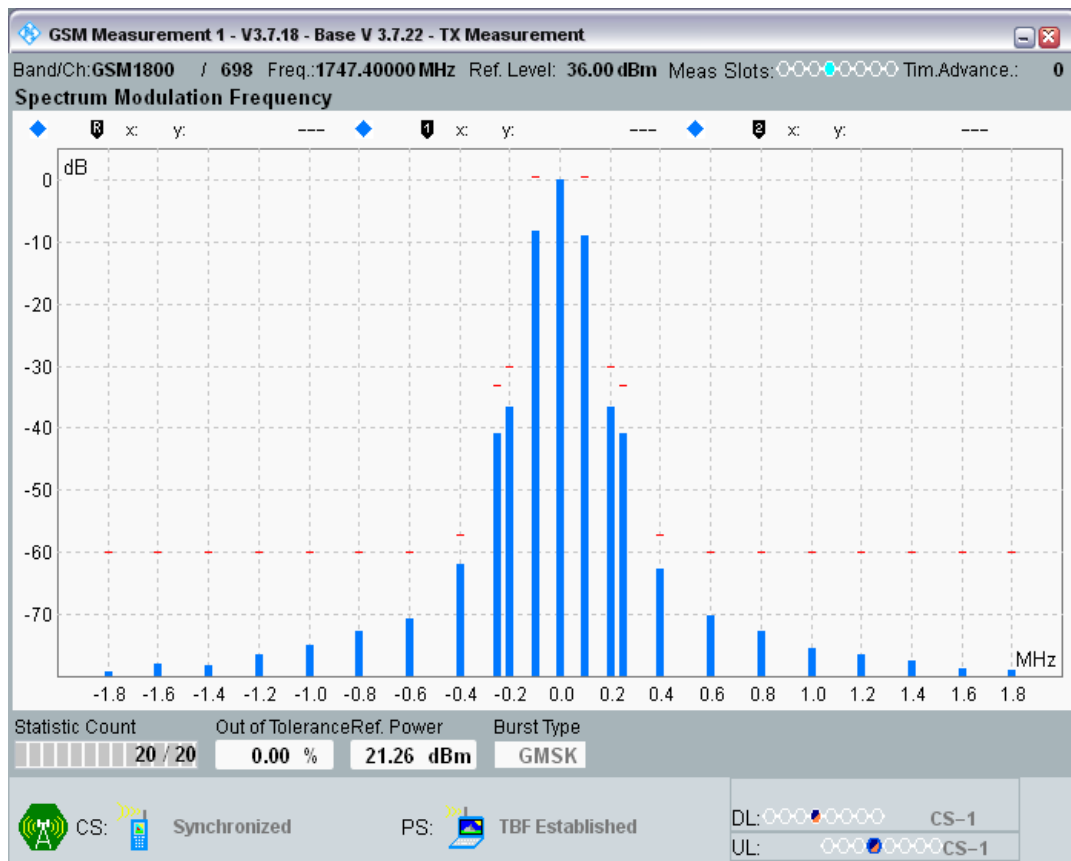 GSM Measurement 1 - V3.7.18 - Base V 3.7.22 - TX Measurement
Band/Ch:GSM1800 / 698 Freq.:1747.40000 MHz Ref. Level: 36.00 dBm Meas Slots: Tim.Advance.: 0
Spectrum Modulation Frequency
R x: y: --- 1 x: y: --- 2 x: y: ---
dB
0
-10
-20
-30
-40
-50
-60
-70
MHz
-1.8 -1.6 -1.4 -1.2 -1.0 -0.8 -0.6 -0.4 -0.2 0.0 0.2 0.4 0.6 0.8 1.0 1.2 1.4 1.6 1.8
Statistic Count Out of Tolerance Ref. Power Burst Type
20 / 20 0.00 % 21.26 dBm GMSK
CS: Synchronized PS: TBF Established
DL: CS-1
UL: CS-1